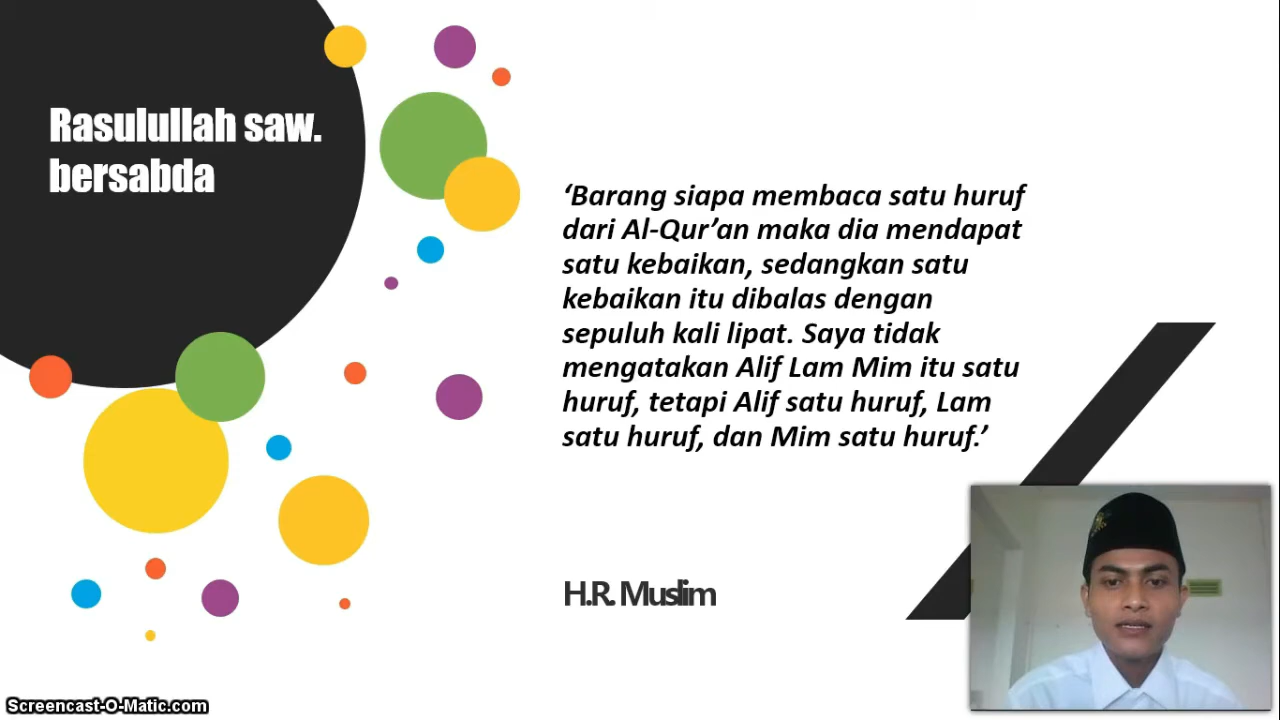 Rasulullah saw.
bersabda
‘Barang siapa membaca satu huruf
dari Al-Qur’an maka dia mendapat
satu kebaikan, sedangkan satu
kebaikan itu dibalas dengan
sepuluh kali lipat. Saya tidak
mengatakan Alif Lam Mim itu satu
huruf, tetapi Alif satu huruf, Lam
satu huruf, dan Mim satu huruf.’
H.R. Muslim
Screencast-O-Matic.com